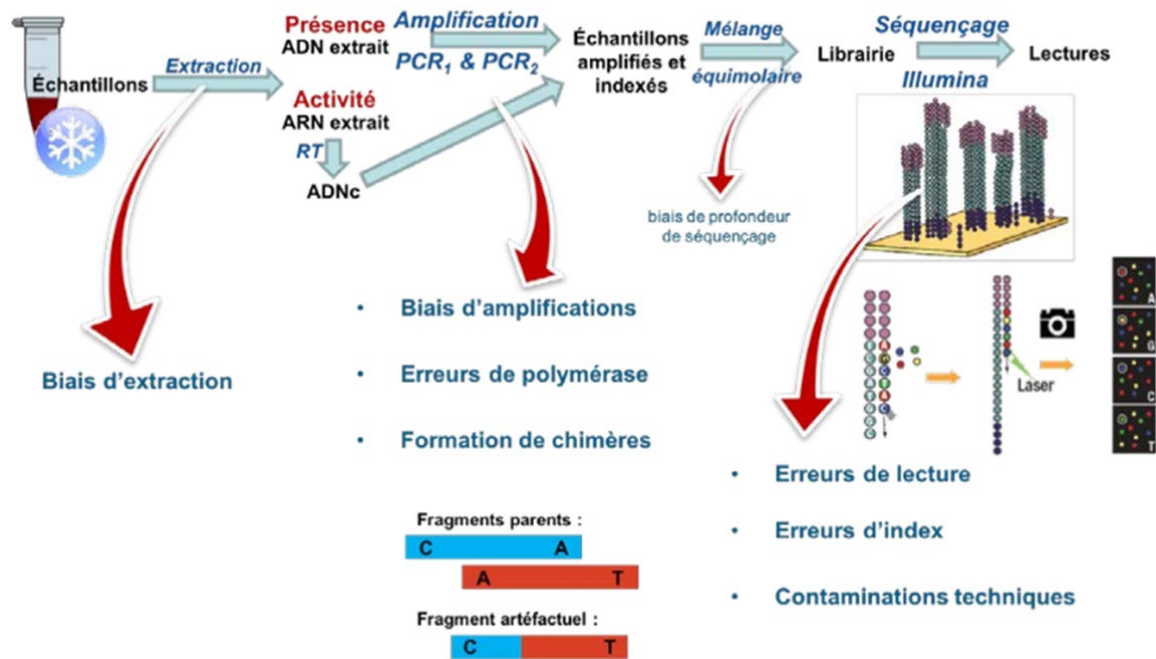 Échantillons
Extraction
Présence
ADN extrait
Activité
ARN extrait
RT
ADNc
Amplification
PCR1 & PCR2
Échantillons
amplifiés et
indexés
Mélange
équimolaire
Librairie
Séquençage
Illumina
Lectures
biais de profondeur
de séquençage
Biais d’extraction
• Biais d’amplifications
• Erreurs de polymérase
• Formation de chimères
Fragments parents :
C A
A T
Fragment artéfactuel :
C T
Laser
A
G
C
T
• Erreurs de lecture
• Erreurs d’index
• Contaminations techniques